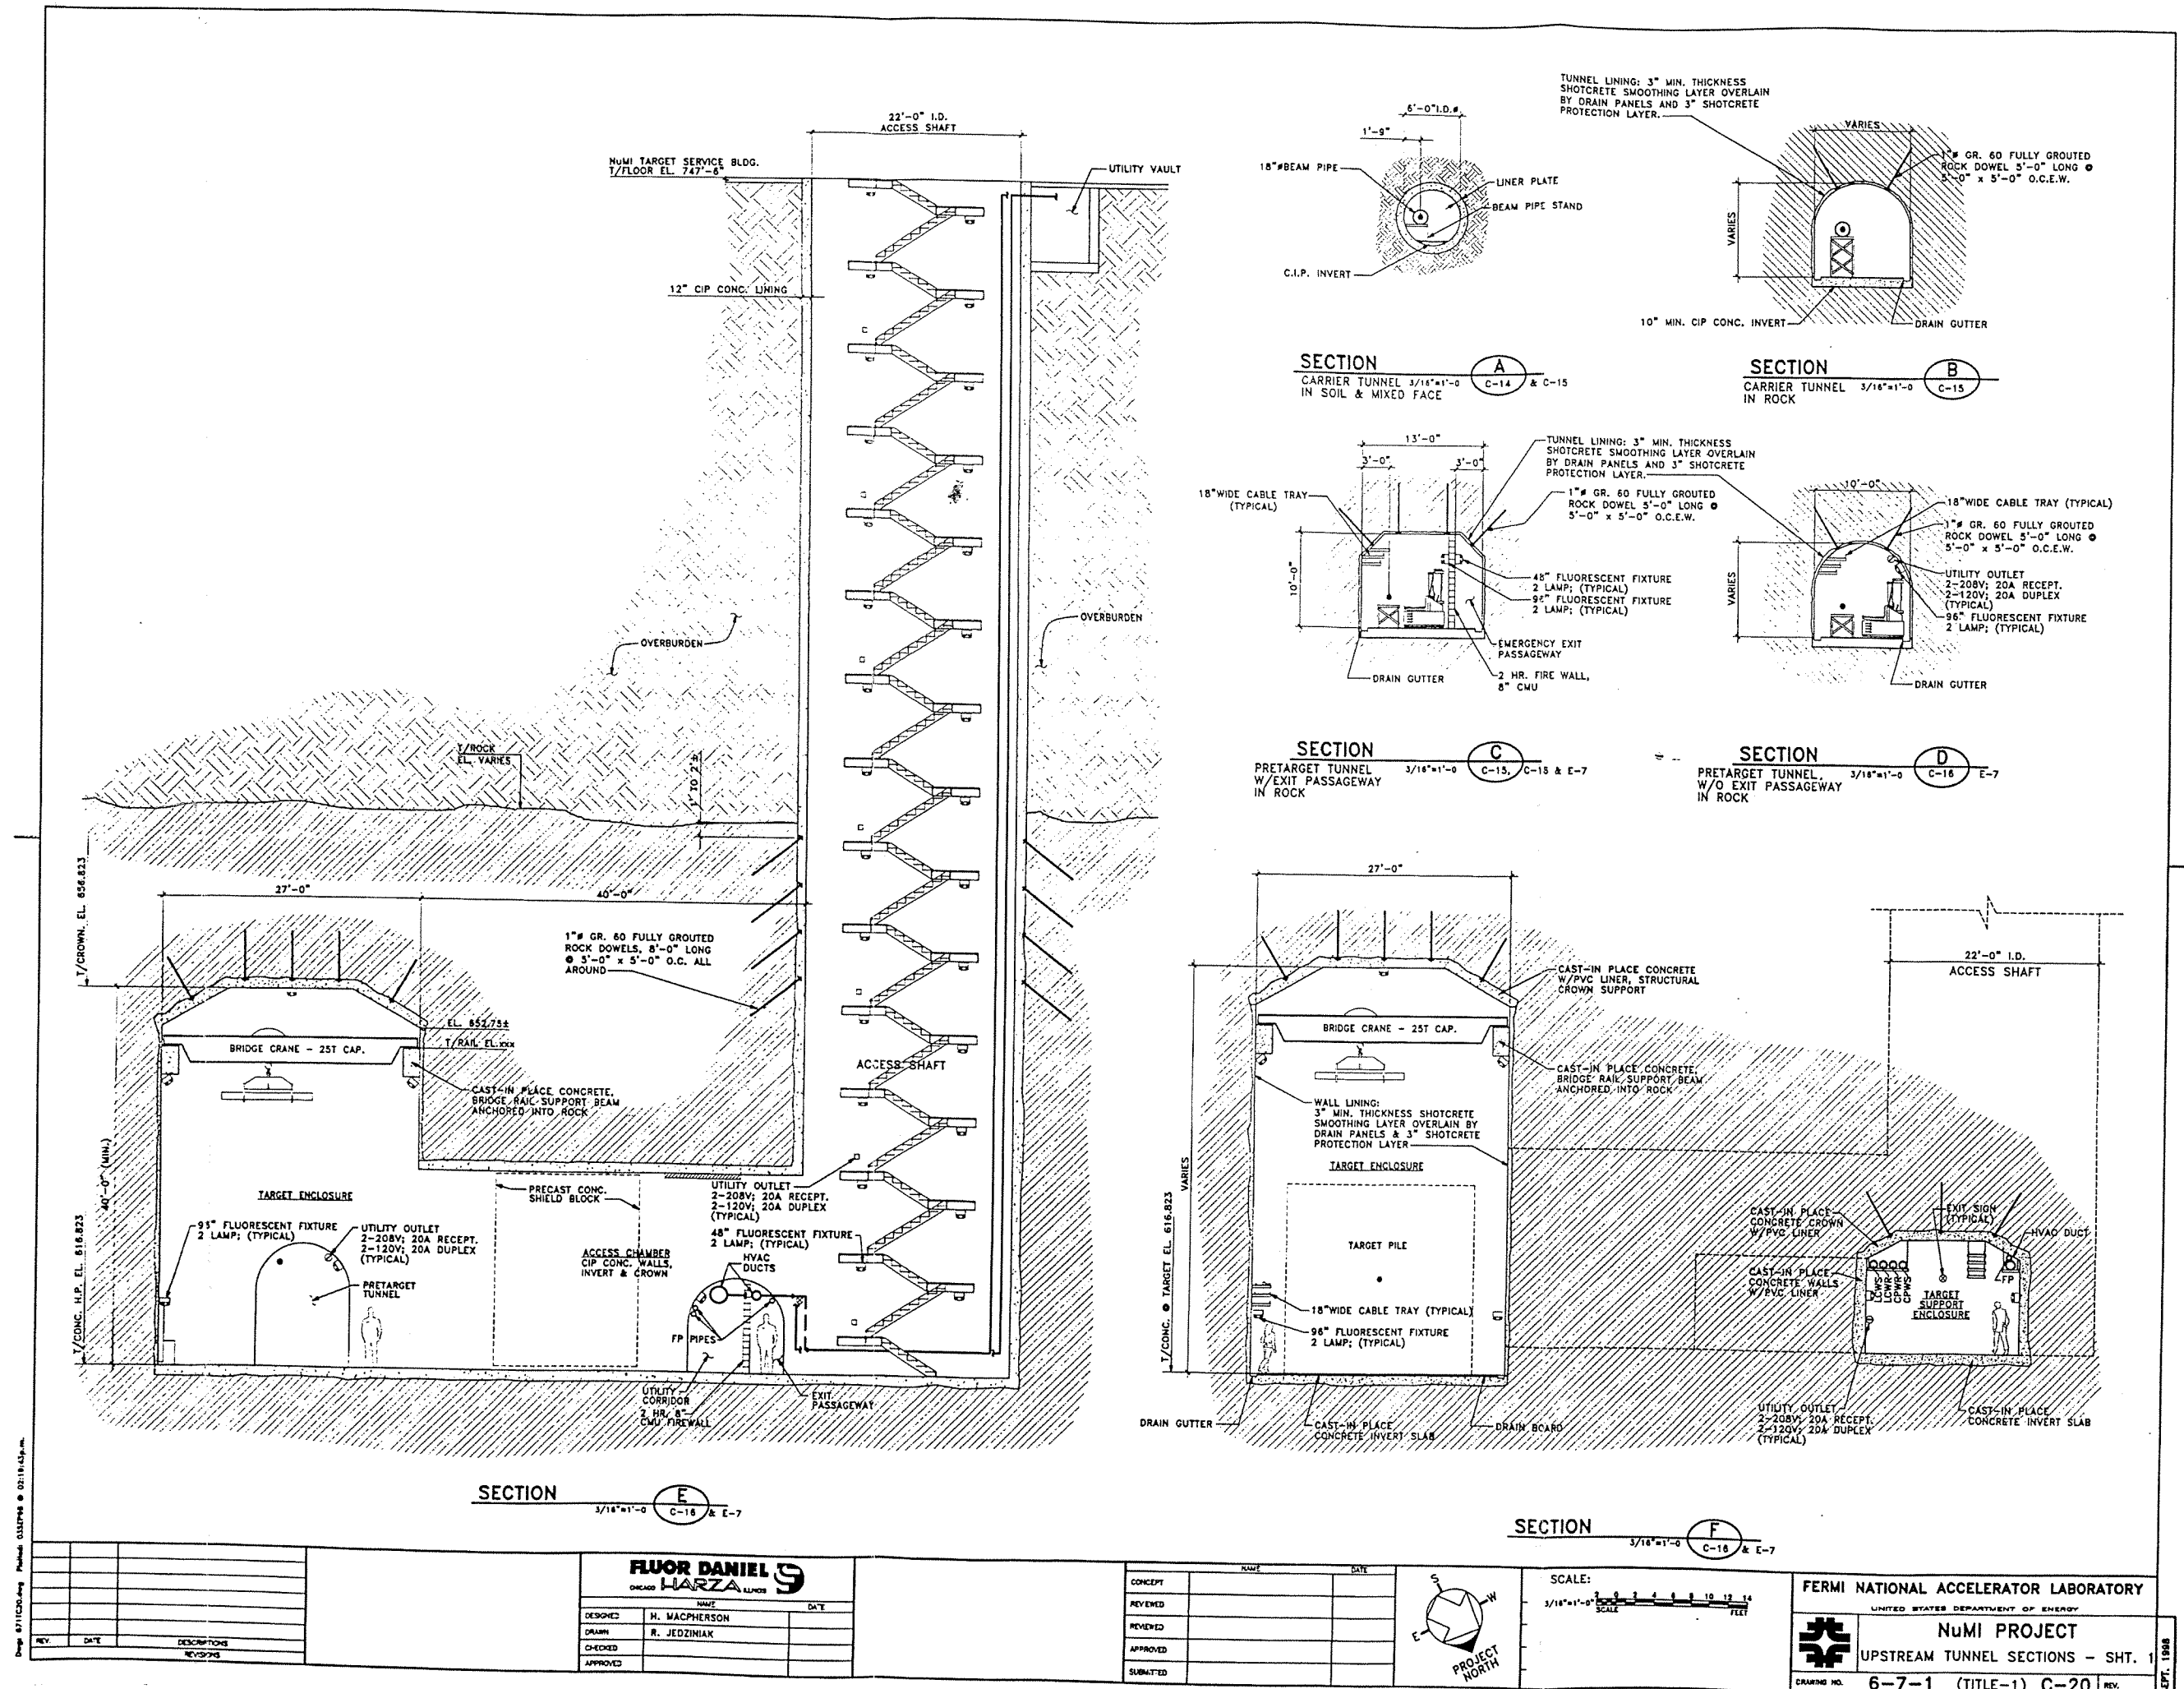 22'-0" I.D.
ACCESS SHAFT
NuMI TARGET SERVICE BLDG.
T/FLOOR EL. 747'-6"
UTILITY VAULT
12" CIP CONC. LINING
OVERBURDEN
OVERBURDEN
T/ROCK
EL. VARIES
1' TO 2'±
T/CROWN. EL. 656.823
27'-0"
40'-0"
1"ø GR. 60 FULLY GROUTED
ROCK DOWELS, 8'-0" LONG
@ 5'-0" x 5'-0" O.C. ALL
AROUND
EL. 652.75±
T/RAIL EL.xxx
BRIDGE CRANE - 25T CAP.
CAST-IN PLACE CONCRETE,
BRIDGE RAIL SUPPORT BEAM
ANCHORED INTO ROCK
ACCESS SHAFT
40'-0" (MIN.)
T/CONC. H.P. EL. 616.823
TARGET ENCLOSURE
PRECAST CONC.
SHIELD BLOCK
UTILITY OUTLET
2-208V; 20A RECEPT.
2-120V; 20A DUPLEX
(TYPICAL)
FLUORESCENT FIXTURE
2 LAMP; (TYPICAL)
UTILITY OUTLET
2-208V; 20A RECEPT.
2-120V; 20A DUPLEX
(TYPICAL)
48" FLUORESCENT FIXTURE
2 LAMP; (TYPICAL)
ACCESS CHAMBER
CIP CONC. WALLS,
INVERT & CROWN
HVAC
DUCTS
PRETARGET
TUNNEL
FP PIPES
UTILITY
CORRIDOR
2 HR. 8"
CMU FIREWALL
EXIT
PASSAGEWAY
SECTION
3/16"=1'-0
E
C-16 & E-7
6'-0"I.D.ø
1'-9"
18"øBEAM PIPE
LINER PLATE
BEAM PIPE STAND
C.I.P. INVERT
SECTION
A
CARRIER TUNNEL 3/16"=1'-0 C-14 & C-15
IN SOIL & MIXED FACE
TUNNEL LINING: 3" MIN. THICKNESS
SHOTCRETE SMOOTHING LAYER OVERLAIN
BY DRAIN PANELS AND 3" SHOTCRETE
PROTECTION LAYER.
VARIES
VARIES
1"ø GR. 60 FULLY GROUTED
ROCK DOWEL 5'-0" LONG @
5'-0" x 5'-0" O.C.E.W.
10" MIN. CIP CONC. INVERT
DRAIN GUTTER
SECTION
B
CARRIER TUNNEL 3/16"=1'-0 C-15
IN ROCK
13'-0"
3'-0"
3'-0"
10'-0"
18"WIDE CABLE TRAY
(TYPICAL)
TUNNEL LINING: 3" MIN. THICKNESS
SHOTCRETE SMOOTHING LAYER OVERLAIN
BY DRAIN PANELS AND 3" SHOTCRETE
PROTECTION LAYER.
1"ø GR. 60 FULLY GROUTED
ROCK DOWEL 5'-0" LONG @
5'-0" x 5'-0" O.C.E.W.
48" FLUORESCENT FIXTURE
2 LAMP; (TYPICAL)
96" FLUORESCENT FIXTURE
2 LAMP; (TYPICAL)
EMERGENCY EXIT
PASSAGEWAY
2 HR. FIRE WALL,
8" CMU
DRAIN GUTTER
SECTION
C
PRETARGET TUNNEL 3/16"=1'-0 C-15, C-15 & E-7
W/EXIT PASSAGEWAY
IN ROCK
10'-0"
VARIES
18"WIDE CABLE TRAY (TYPICAL)
1"ø GR. 60 FULLY GROUTED
ROCK DOWEL 5'-0" LONG @
5'-0" x 5'-0" O.C.E.W.
UTILITY OUTLET
2-208V; 20A RECEPT.
2-120V; 20A DUPLEX
(TYPICAL)
96" FLUORESCENT FIXTURE
2 LAMP; (TYPICAL)
DRAIN GUTTER
SECTION
D
PRETARGET TUNNEL, 3/16"=1'-0 C-16 E-7
W/O EXIT PASSAGEWAY
IN ROCK
27'-0"
CAST-IN PLACE CONCRETE
W/PVC LINER, STRUCTURAL
CROWN SUPPORT
22'-0" I.D.
ACCESS SHAFT
BRIDGE CRANE - 25T CAP.
CAST-IN PLACE CONCRETE,
BRIDGE RAIL SUPPORT BEAM
ANCHORED INTO ROCK
WALL LINING:
3" MIN. THICKNESS SHOTCRETE
SMOOTHING LAYER OVERLAIN BY
DRAIN PANELS & 3" SHOTCRETE
PROTECTION LAYER
VARIES
T/CONC. @ TARGET EL. 616.823
TARGET ENCLOSURE
TARGET PILE
18"WIDE CABLE TRAY (TYPICAL)
96" FLUORESCENT FIXTURE
2 LAMP; (TYPICAL)
CAST-IN PLACE
CONCRETE CROWN
W/PVC LINER
EXIT SIGN
(TYPICAL)
HVAC DUCT
CAST-IN PLACE
CONCRETE WALLS
W/PVC LINER
LCWS
LCWR
CPWR
CPWS
FP
TARGET
SUPPORT
ENCLOSURE
DRAIN GUTTER
CAST-IN PLACE
CONCRETE INVERT SLAB
DRAIN BOARD
UTILITY OUTLET
2-208V; 20A RECEPT.
2-120V; 20A DUPLEX
(TYPICAL)
CAST-IN PLACE
CONCRETE INVERT SLAB
SECTION
3/16"=1'-0
F
C-16 & E-7
REV. DATE DESCRIPTIONS
REVISIONS
FLUOR DANIEL
CHICAGO HARZA ILLINOIS
NAME DATE
DESIGNED H. MACPHERSON
DRAWN R. JEDZINIAK
CHECKED
APPROVED
NAME DATE
CONCEPT
REVIEWED
REVIEWED
APPROVED
SUBMITTED
S
W
E
PROJECT
NORTH
SCALE:
3/16"=1'-0" 2 0 2 4 6 8 10 12 14
SCALE FEET
FERMI NATIONAL ACCELERATOR LABORATORY
UNITED STATES DEPARTMENT OF ENERGY
NuMI PROJECT
UPSTREAM TUNNEL SECTIONS - SHT. 1
DRAWING NO. 6-7-1 (TITLE-1) C-20 REV.
SEPT. 1998